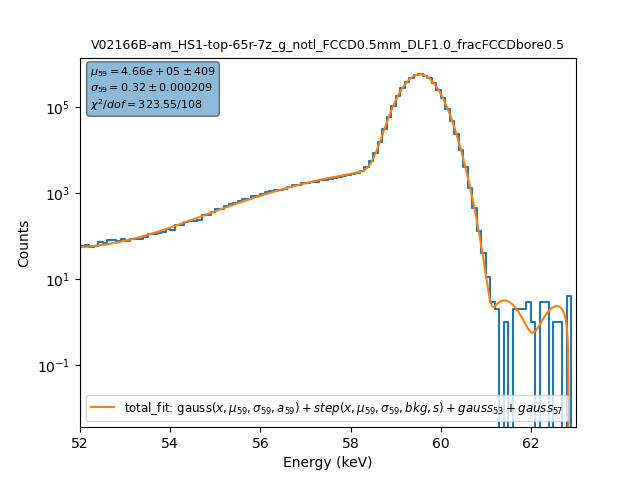 V02166B-am_HS1-top-65r-7z_g_notl_FCCD0.5mm_DLF1.0_fracFCCDbore0.5
μ₅₉ = 4.66e + 05 ± 409
σ₅₉ = 0.32 ± 0.000209
χ²/dof = 323.55/108
Counts
10⁵
10³
10¹
10⁻¹
total_fit: gauss(x, μ₅₉, σ₅₉, a₅₉) + step(x, μ₅₉, σ₅₉, bkg, s) + gauss₅₃ + gauss₅₇
52 54 56 58 60 62
Energy (keV)